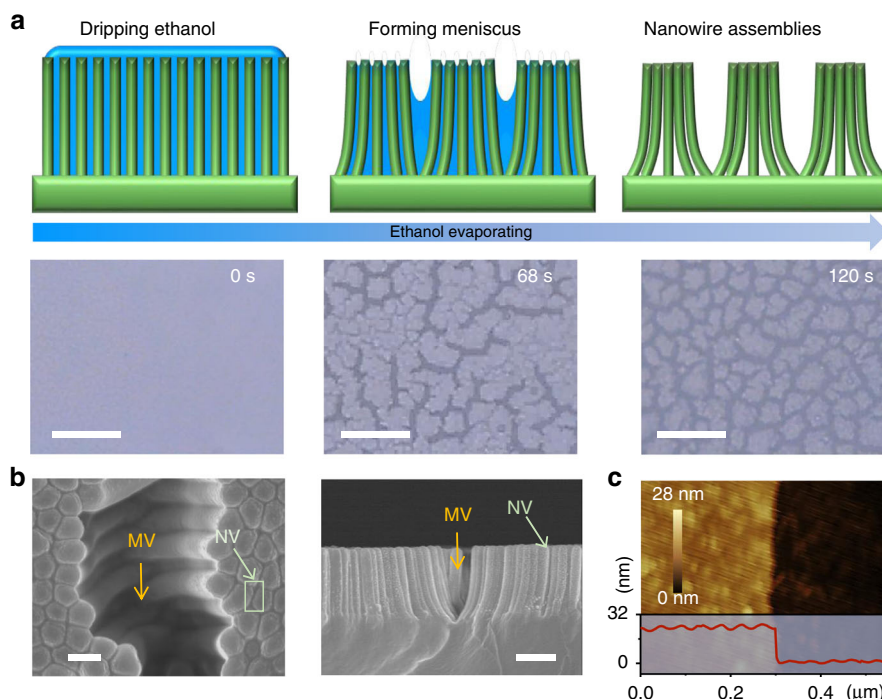 a
Dripping ethanol
Forming meniscus
Nanowire assemblies
Ethanol evaporating
0 s
68 s
120 s
b
MV
NV
MV
NV
c
28 nm
0 nm
(nm)
32
0
0.0
0.2
0.4
(μm)